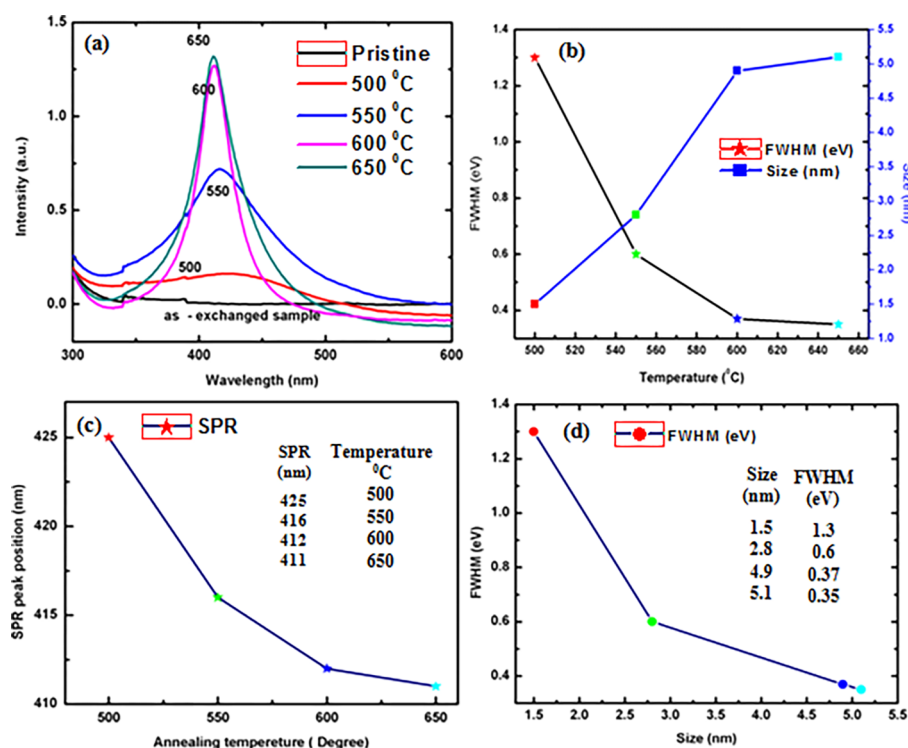 (a)
650
600
550
500
as - exchanged sample
Pristine
500 ⁰C
550 ⁰C
600 ⁰C
650 ⁰C
Intensity (a.u.)
1.5
1.0
0.5
0.0
300 400 500 600
Wavelength (nm)
(b)
FWHM (eV)
Size (nm)
FWHM (eV)
1.4
1.2
1.0
0.8
0.6
0.4
5.5
5.0
4.5
4.0
3.5
3.0
2.5
2.0
1.5
1.0
Size (nm)
500 520 540 560 580 600 620 640 660
Temperature (⁰C)
(c)
SPR
SPR Temperature
(nm) ⁰C
425 500
416 550
412 600
411 650
SPR peak position (nm)
425
420
415
410
500 550 600 650
Annealing tempereture ( Degree)
(d)
FWHM (eV)
Size FWHM
(nm) (eV)
1.5 1.3
2.8 0.6
4.9 0.37
5.1 0.35
FWHM (eV)
1.4
1.2
1.0
0.8
0.6
0.4
1.5 2.0 2.5 3.0 3.5 4.0 4.5 5.0 5.5
Size (nm)